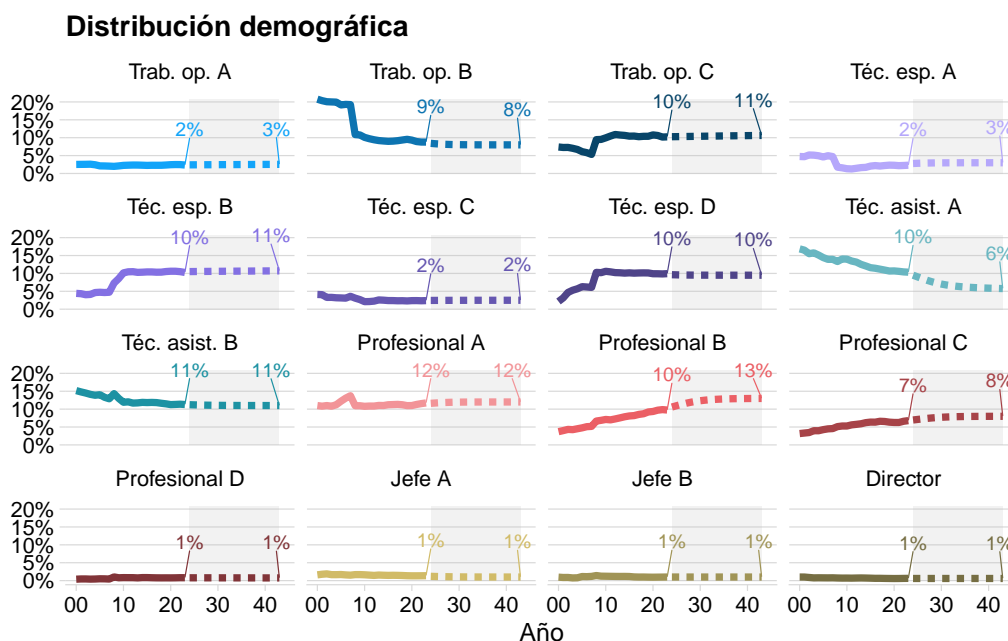 Distribución demográfica
Trab. op. A Trab. op. B Trab. op. C Téc. esp. A
20%
15%
10%
5%
0%
2% 3% 9% 8% 10% 11% 2% 3%
Téc. esp. B Téc. esp. C Téc. esp. D Téc. asist. A
20%
15%
10%
5%
0%
10% 11% 2% 2% 10% 10% 10% 6%
Téc. asist. B Profesional A Profesional B Profesional C
20%
15%
10%
5%
0%
11% 11% 12% 12% 10% 13% 7% 8%
Profesional D Jefe A Jefe B Director
20%
15%
10%
5%
0%
1% 1% 1% 1% 1% 1% 1% 1%
00 10 20 30 40 00 10 20 30 40 00 10 20 30 40 00 10 20 30 40
Año